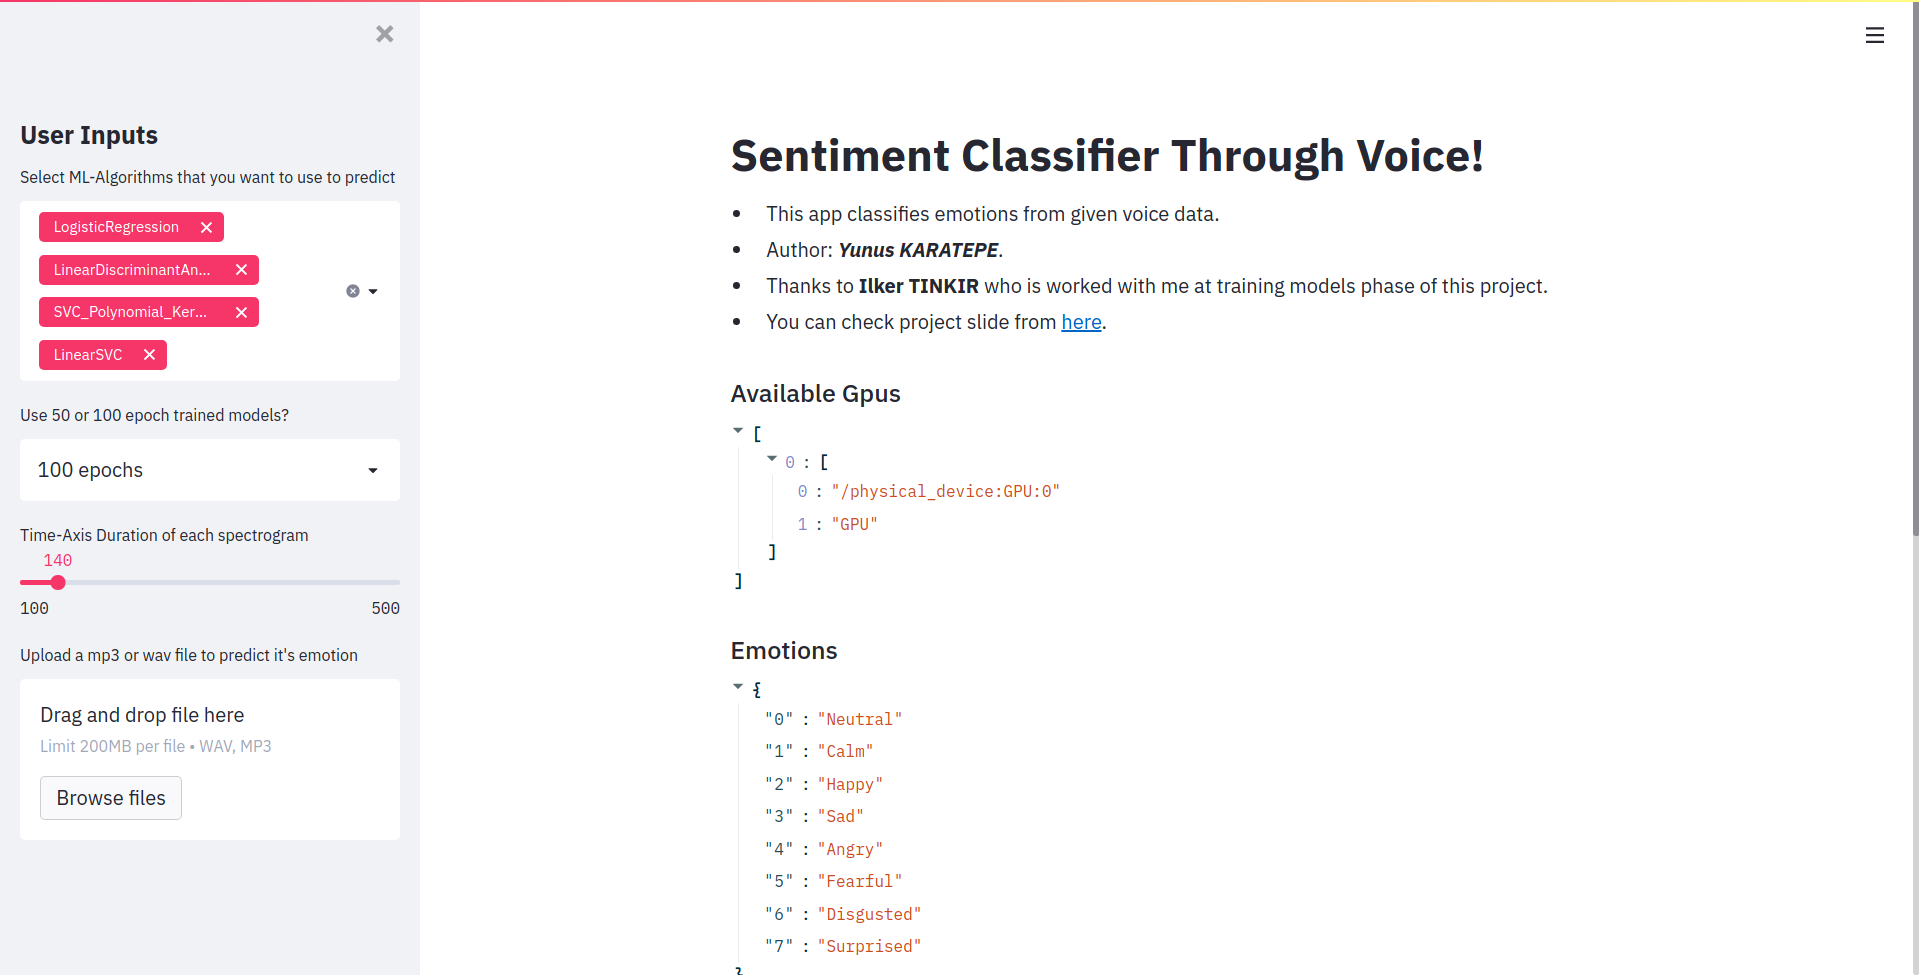 User Inputs
Select ML-Algorithms that you want to use to predict
LogisticRegression
LinearDiscriminantAn...
SVC_Polynomial_Ker...
LinearSVC
Use 50 or 100 epoch trained models?
100 epochs
Time-Axis Duration of each spectrogram
140
100 500
Upload a mp3 or wav file to predict it's emotion
Drag and drop file here
Limit 200MB per file • WAV, MP3
Browse files
Sentiment Classifier Through Voice!
• This app classifies emotions from given voice data.
• Author: Yunus KARATEPE.
• Thanks to Ilker TINKIR who is worked with me at training models phase of this project.
• You can check project slide from here.
Available Gpus
[
0 : [
0 : "/physical_device:GPU:0"
1 : "GPU"
]
]
Emotions
{
"0" : "Neutral"
"1" : "Calm"
"2" : "Happy"
"3" : "Sad"
"4" : "Angry"
"5" : "Fearful"
"6" : "Disgusted"
"7" : "Surprised"
}